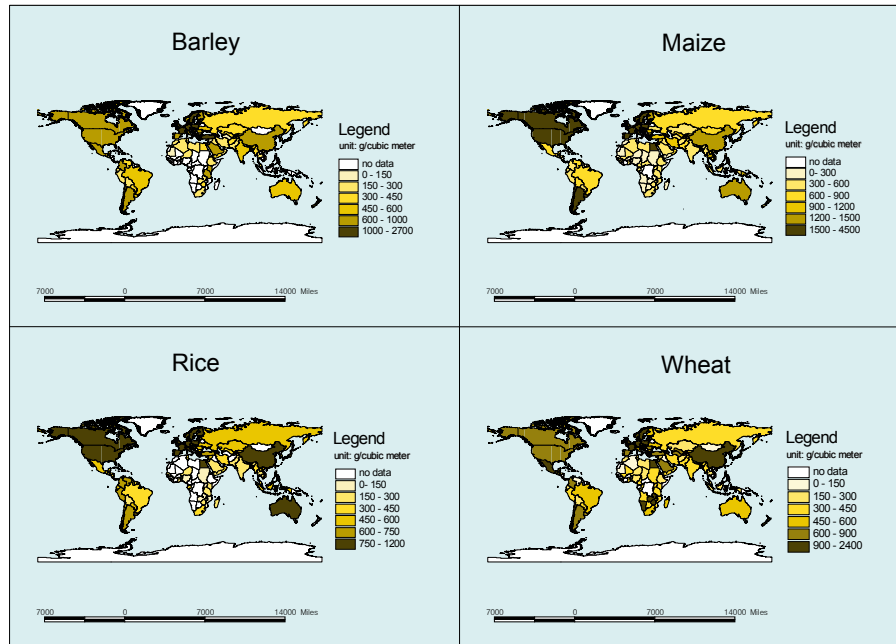 Barley
Legend
unit: g/cubic meter
no data
0 - 150
150 - 300
300 - 450
450 - 600
600 - 1000
1000 - 2700
7000 0 7000 14000 Miles
Maize
Legend
unit: g/cubic meter
no data
0- 300
300 - 600
600 - 900
900 - 1200
1200 - 1500
1500 - 4500
7000 0 7000 14000 Miles
Rice
Legend
unit: g/cubic meter
no data
0 - 150
150 - 300
300 - 450
450 - 600
600 - 750
750 - 1200
7000 0 7000 14000 Miles
Wheat
Legend
unit: g/cubic meter
no data
0 - 150
150 - 300
300 - 450
450 - 600
600 - 900
900 - 2400
7000 0 7000 14000 Miles